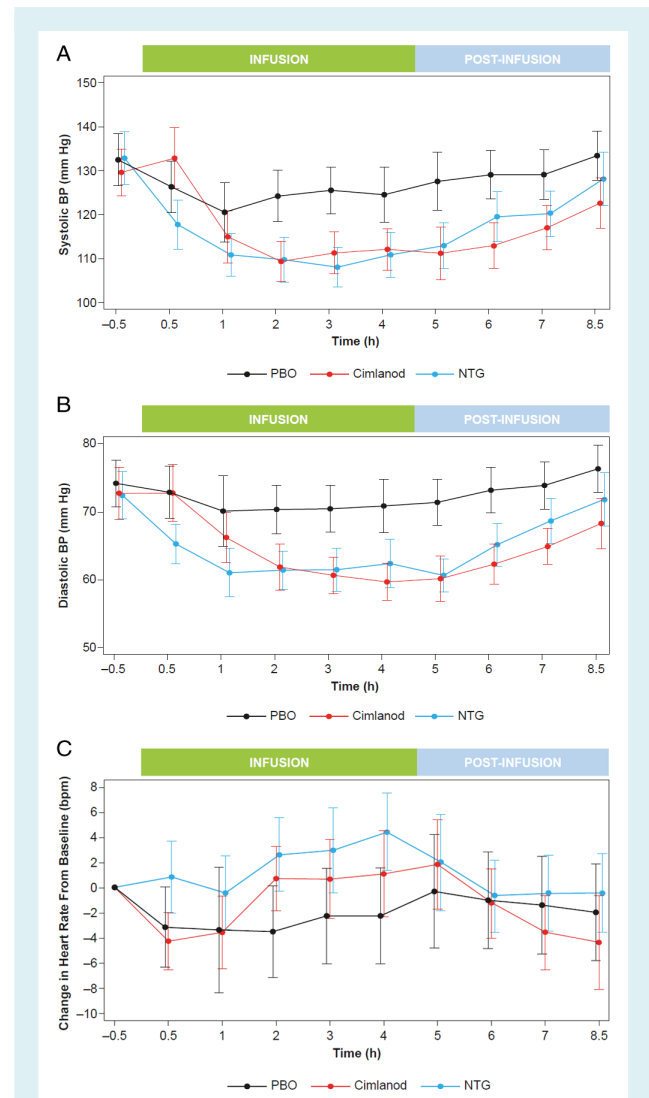 A
INFUSION POST-INFUSION
150
140
130
120
110
100
Systolic BP (mm Hg)
–0.5 0.5 1 2 3 4 5 6 7 8.5
Time (h)
PBO Cimlanod NTG
B
INFUSION POST-INFUSION
80
70
60
50
Diastolic BP (mm Hg)
–0.5 0.5 1 2 3 4 5 6 7 8.5
Time (h)
PBO Cimlanod NTG
C
INFUSION POST-INFUSION
8
6
4
2
0
–2
–4
–6
–8
–10
Change in Heart Rate From Baseline (bpm)
–0.5 0.5 1 2 3 4 5 6 7 8.5
Time (h)
PBO Cimlanod NTG